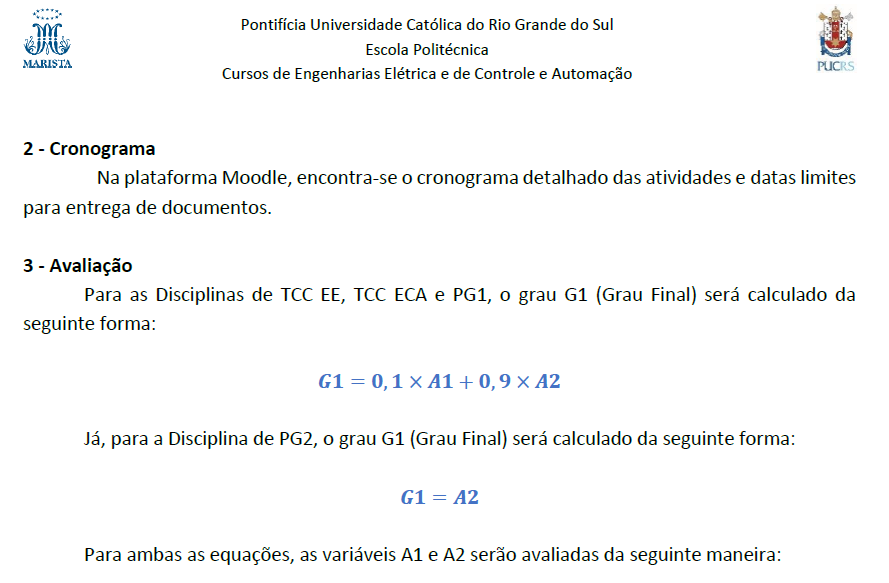 Pontifícia Universidade Católica do Rio Grande do Sul
Escola Politécnica
Cursos de Engenharias Elétrica e de Controle e Automação
MARISTA
PUCRS
2 - Cronograma
Na plataforma Moodle, encontra-se o cronograma detalhado das atividades e datas limites
para entrega de documentos.
3 - Avaliação
Para as Disciplinas de TCC EE, TCC ECA e PG1, o grau G1 (Grau Final) será calculado da
seguinte forma:
G1 = 0,1 × A1 + 0,9 × A2
Já, para a Disciplina de PG2, o grau G1 (Grau Final) será calculado da seguinte forma:
G1 = A2
Para ambas as equações, as variáveis A1 e A2 serão avaliadas da seguinte maneira: